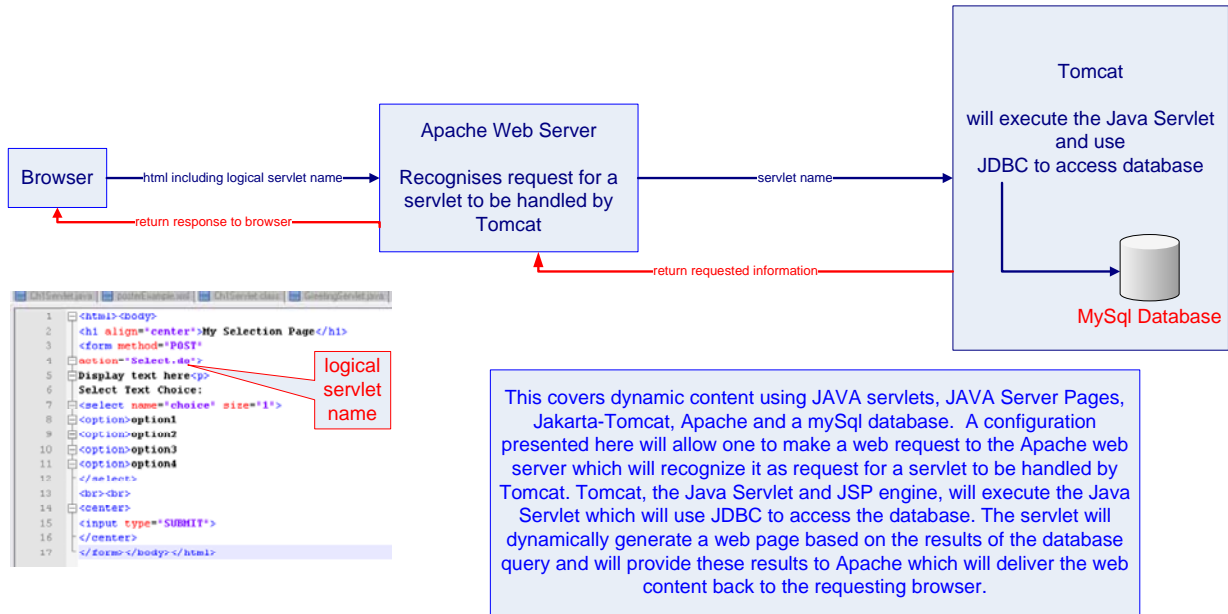 Tomcat
will execute the Java Servlet
and use
JDBC to access database
MySql Database
Apache Web Server
Recognises request for a
servlet to be handled by
Tomcat
Browser
html including logical servlet name
servlet name
return response to browser
return requested information
Ch1Servlet.java posterExample.xml Ch1Servlet.class GreetingServlet.java
1 <html><body>
2 <h1 align="center">My Selection Page</h1>
3 <form method="POST"
4 action="Select.do">
5 Display text here<p>
6 Select Text Choice:
7 <select name="choice" size="1">
8 <option>option1
9 <option>option2
10 <option>option3
11 <option>option4
12 </select>
13 <br><br>
14 <center>
15 <input type="SUBMIT">
16 </center>
17 </form></body></html>
logical
servlet
name
This covers dynamic content using JAVA servlets, JAVA Server Pages,
Jakarta-Tomcat, Apache and a mySql database. A configuration
presented here will allow one to make a web request to the Apache web
server which will recognize it as request for a servlet to be handled by
Tomcat. Tomcat, the Java Servlet and JSP engine, will execute the Java
Servlet which will use JDBC to access the database. The servlet will
dynamically generate a web page based on the results of the database
query and will provide these results to Apache which will deliver the web
content back to the requesting browser.